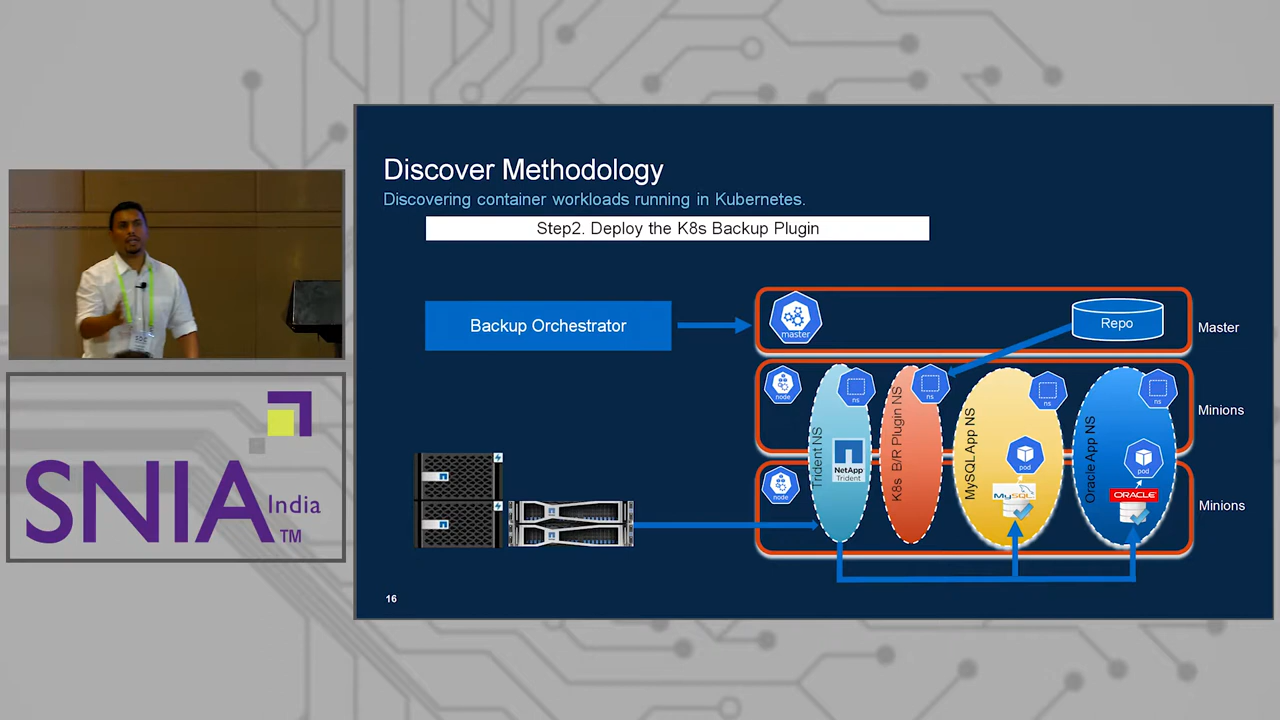 Discover Methodology
Discovering container workloads running in Kubernetes.
Step2. Deploy the K8s Backup Plugin
Backup Orchestrator
master
Repo
Master
node
ns
ns
ns
ns
Minions
Trident NS
K8s B/R Plugin NS
MySQL App NS
Oracle App NS
NetApp
Trident
pod
pod
MySQL
ORACLE
node
Minions
16
SNIA
India
TM